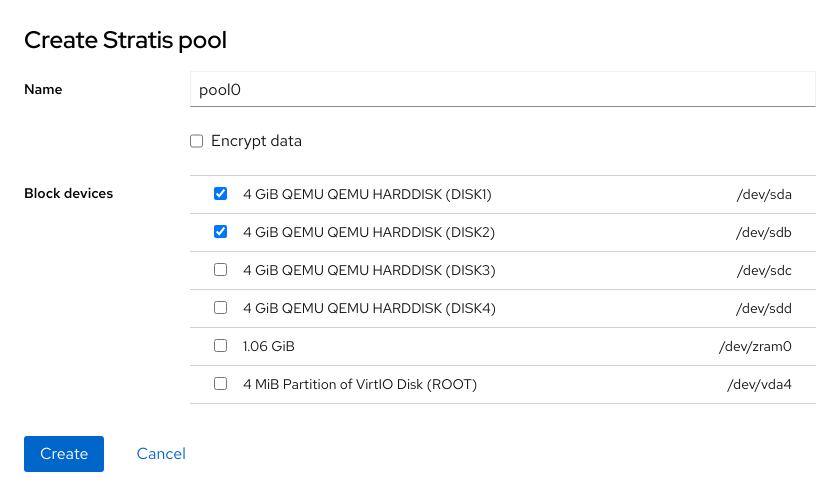 Create Stratis pool
Name
pool0
Encrypt data
Block devices
4 GiB QEMU QEMU HARDDISK (DISK1) /dev/sda
4 GiB QEMU QEMU HARDDISK (DISK2) /dev/sdb
4 GiB QEMU QEMU HARDDISK (DISK3) /dev/sdc
4 GiB QEMU QEMU HARDDISK (DISK4) /dev/sdd
1.06 GiB /dev/zram0
4 MiB Partition of VirtIO Disk (ROOT) /dev/vda4
Create Cancel